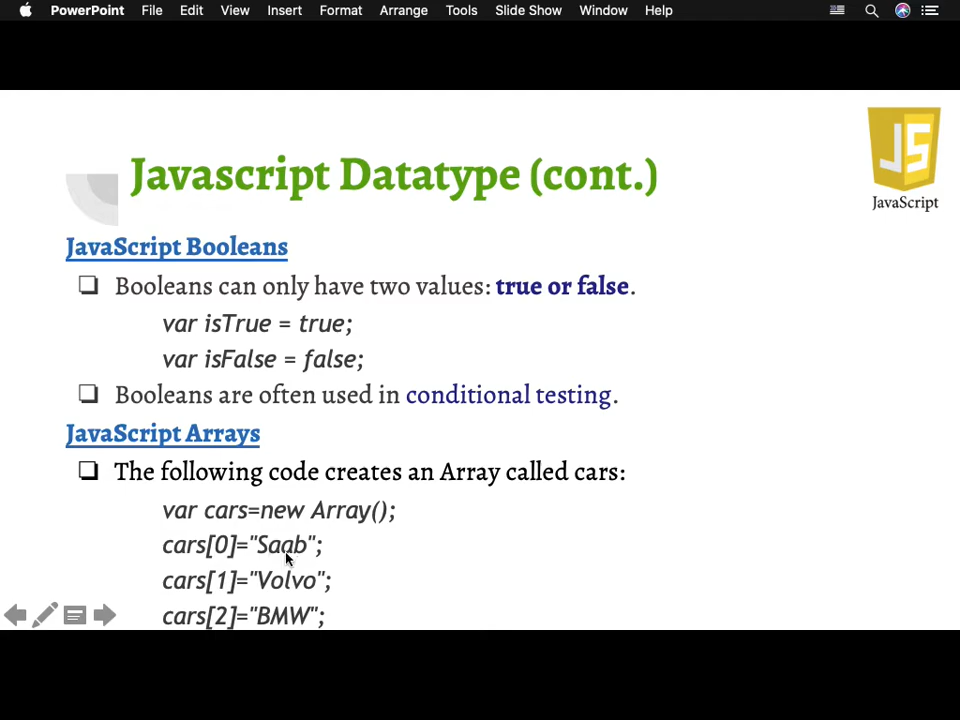 PowerPoint File Edit View Insert Format Arrange Tools Slide Show Window Help
JS
JavaScript
Javascript Datatype (cont.)
JavaScript Booleans
❑ Booleans can only have two values: true or false.
var isTrue = true;
var isFalse = false;
❑ Booleans are often used in conditional testing.
JavaScript Arrays
❑ The following code creates an Array called cars:
var cars=new Array();
cars[0]="Saab";
cars[1]="Volvo";
cars[2]="BMW";